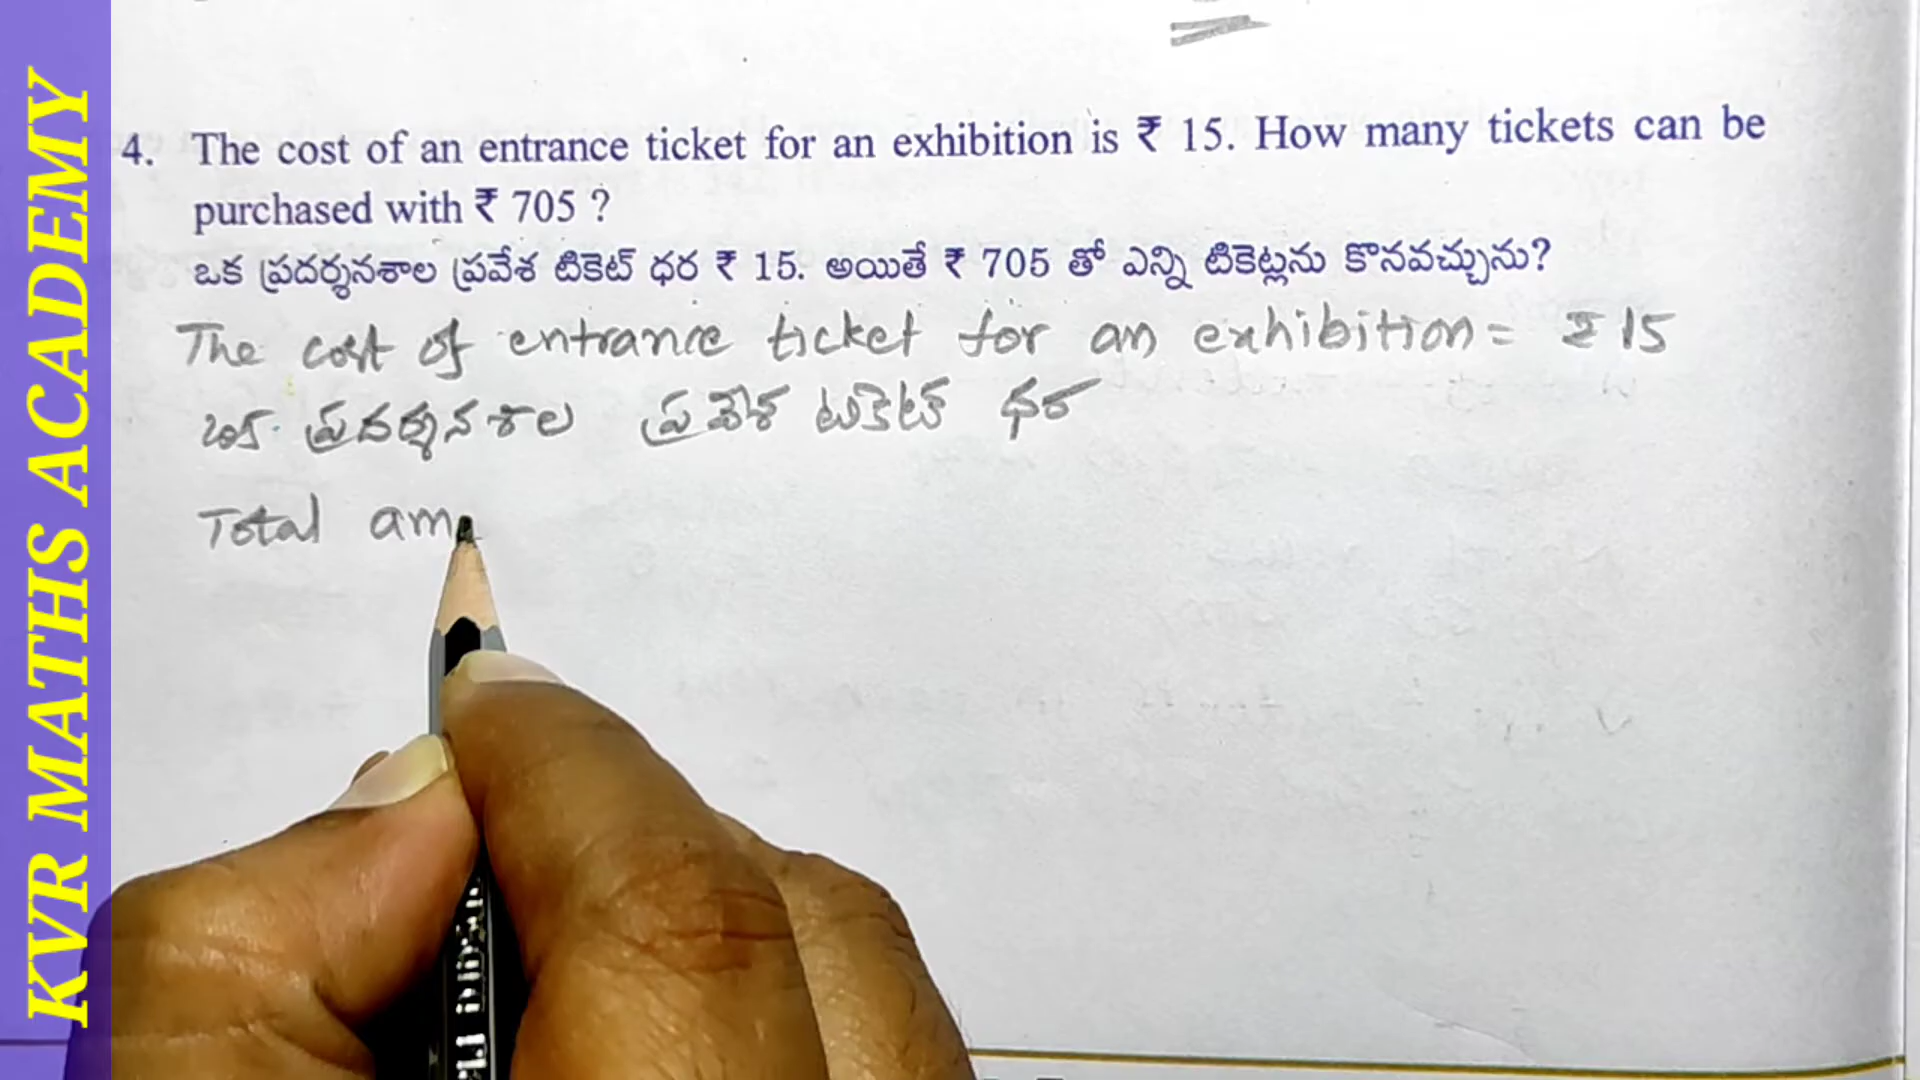 KVR MATHS ACADEMY
4. The cost of an entrance ticket for an exhibition is ₹ 15. How many tickets can be
purchased with ₹ 705 ?
ఒక ప్రదర్శనశాల ప్రవేశ టికెట్ ధర ₹ 15. అయితే ₹ 705 తో ఎన్ని టికెట్లను కొనవచ్చును?
The cost of entrance ticket for an exhibition = ₹ 15
ఒక ప్రదర్శనశాల ప్రవేశ టికెట్ ధర
Total am